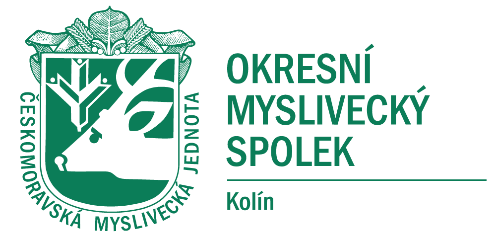 ČESKOMORAVSKÁ MYSLIVECKÁ JEDNOTA
OKRESNÍ
MYSLIVECKÝ
SPOLEK
Kolín